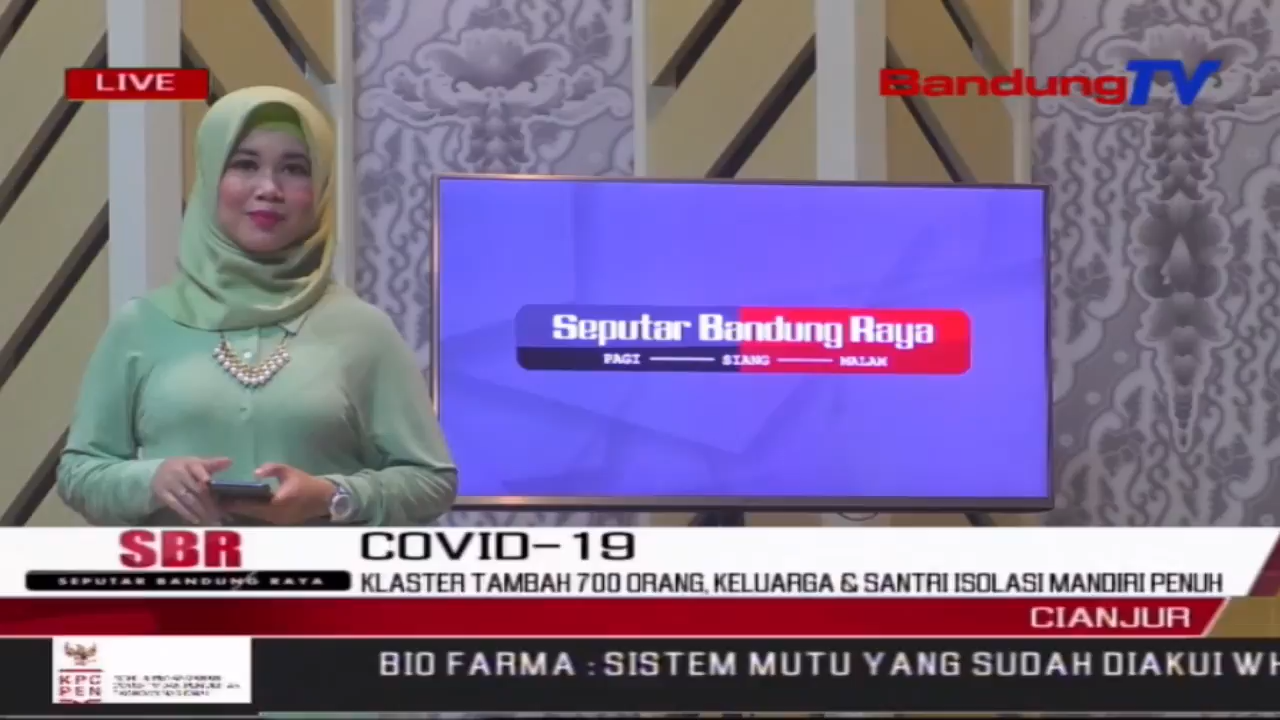 LIVE
BandungTV
Seputar Bandung Raya
PAGI SIANG MALAM
SBR
SEPUTAR BANDUNG RAYA
COVID-19
KLASTER TAMBAH 700 ORANG, KELUARGA & SANTRI ISOLASI MANDIRI PENUH
CIANJUR
KPC
PEN
BIO FARMA : SISTEM MUTU YANG SUDAH DIAKUI WH